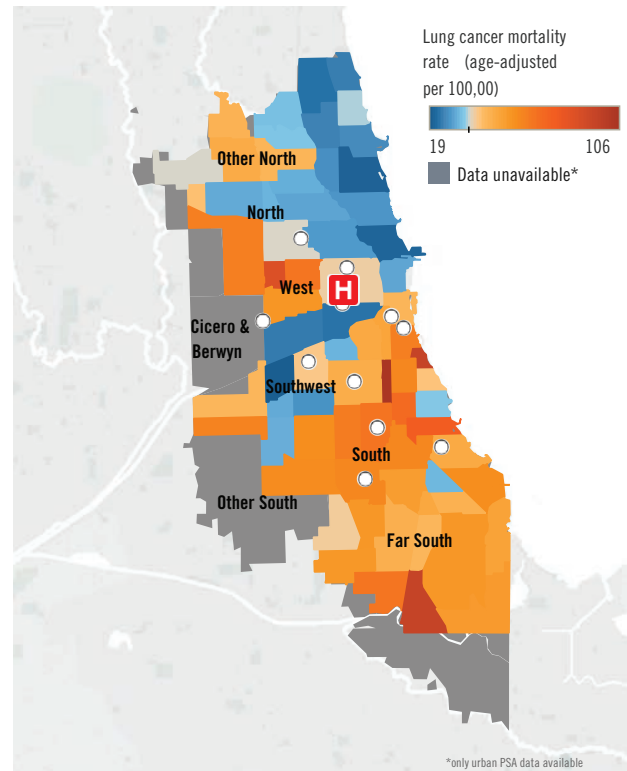 Lung cancer mortality
rate (age-adjusted
per 100,00)
19 106
Data unavailable*
Other North
North
West
H
Cicero &
Berwyn
Southwest
South
Other South
Far South
*only urban PSA data available